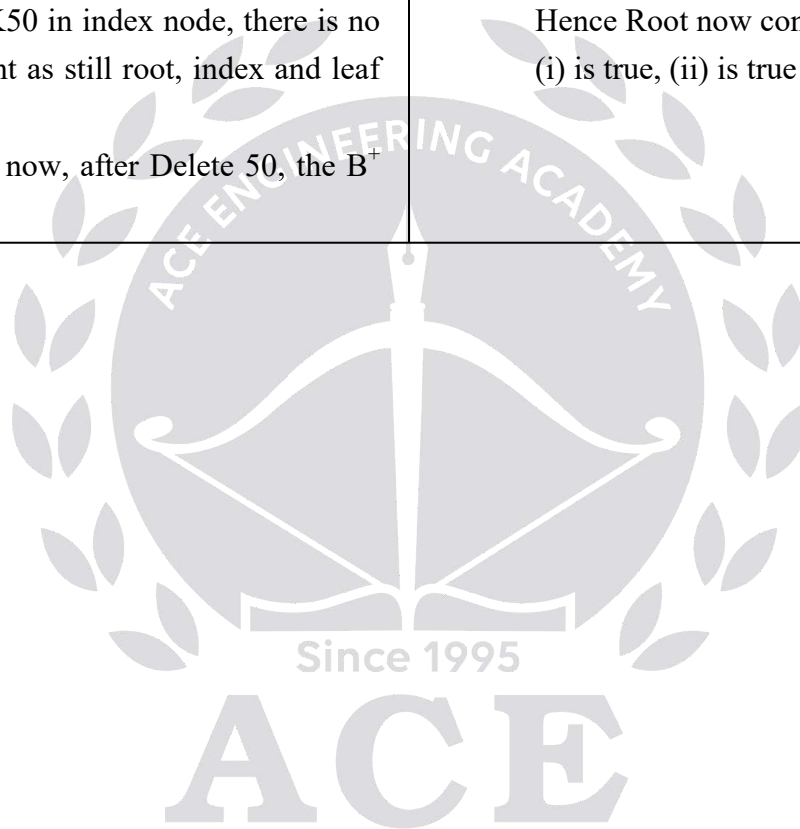 K50 in index node, there is no
nt as still root, index and leaf
now, after Delete 50, the B+
Hence Root now con
(i) is true, (ii) is true
ACE ENGINEERING ACADEMY
Since 1995
ACE